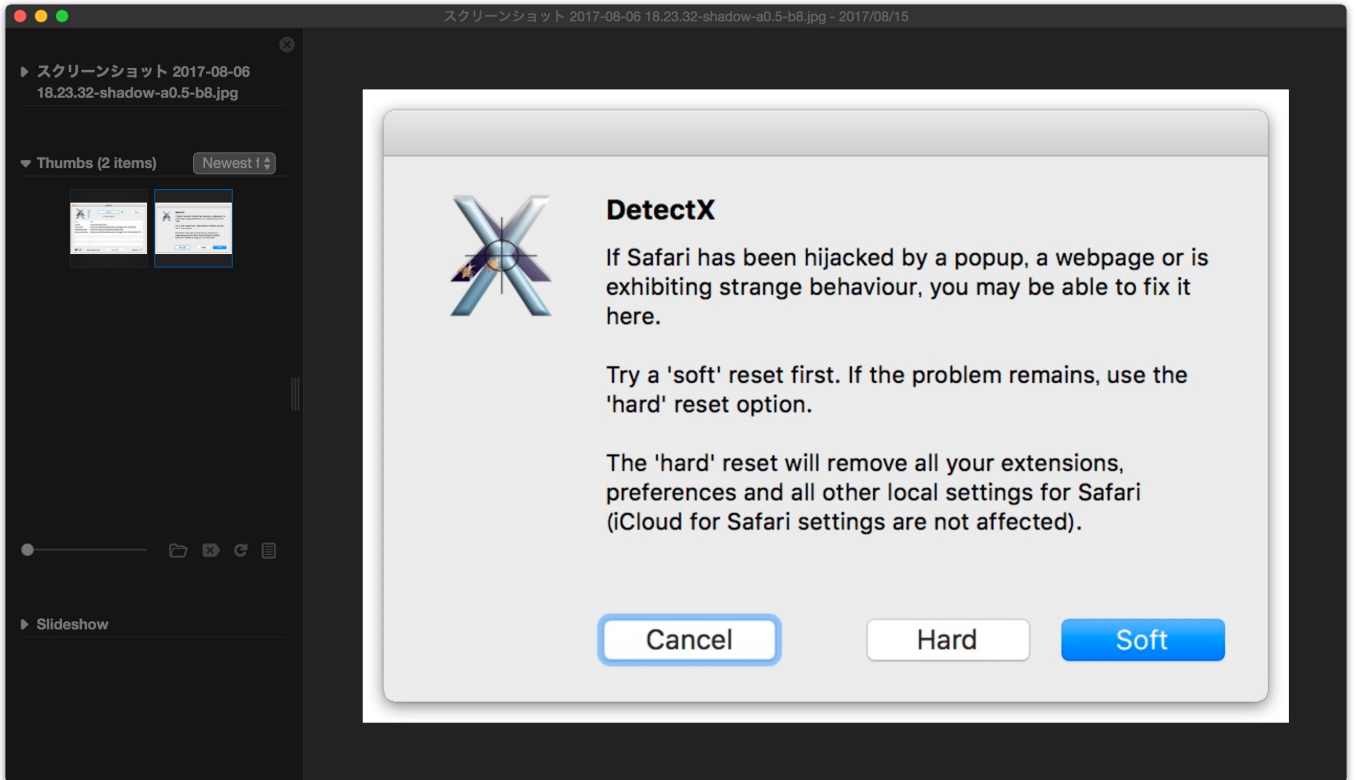 スクリーンショット 2017-08-06 18.23.32-shadow-a0.5-b8.jpg - 2017/08/15
スクリーンショット 2017-08-06
18.23.32-shadow-a0.5-b8.jpg
Thumbs (2 items)
Newest f
Slideshow
DetectX
If Safari has been hijacked by a popup, a webpage or is
exhibiting strange behaviour, you may be able to fix it
here.
Try a 'soft' reset first. If the problem remains, use the
'hard' reset option.
The 'hard' reset will remove all your extensions,
preferences and all other local settings for Safari
(iCloud for Safari settings are not affected).
Cancel
Hard
Soft